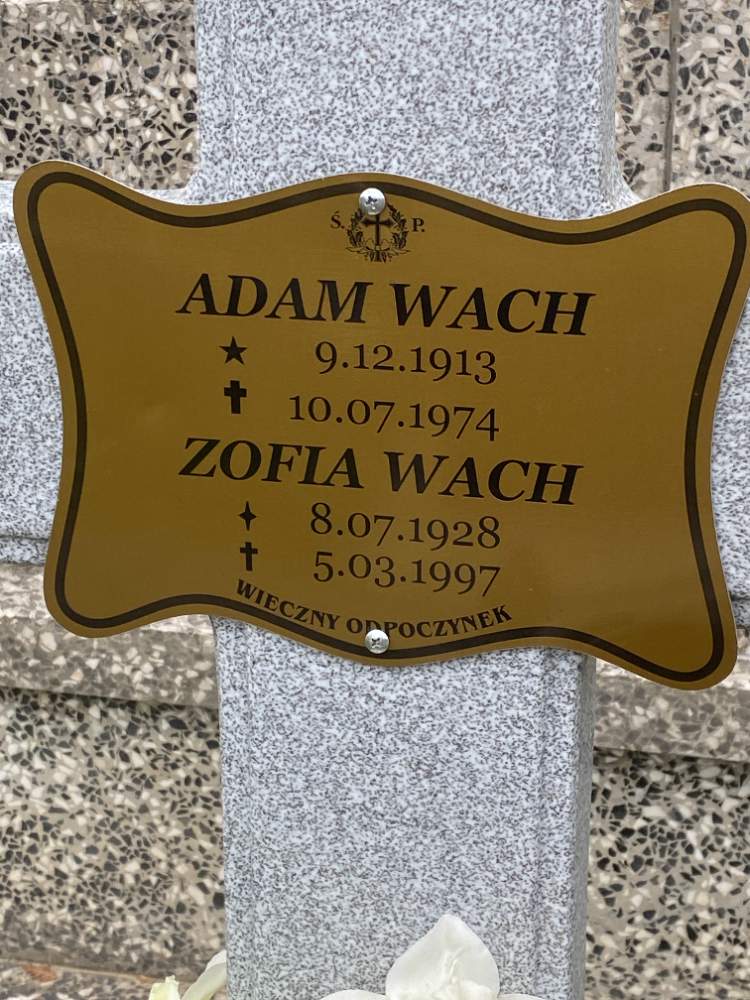 Ś. P.
ADAM WACH
★ 9.12.1913
✝ 10.07.1974
ZOFIA WACH
✦ 8.07.1928
✝ 5.03.1997
WIECZNY ODPOCZYNEK